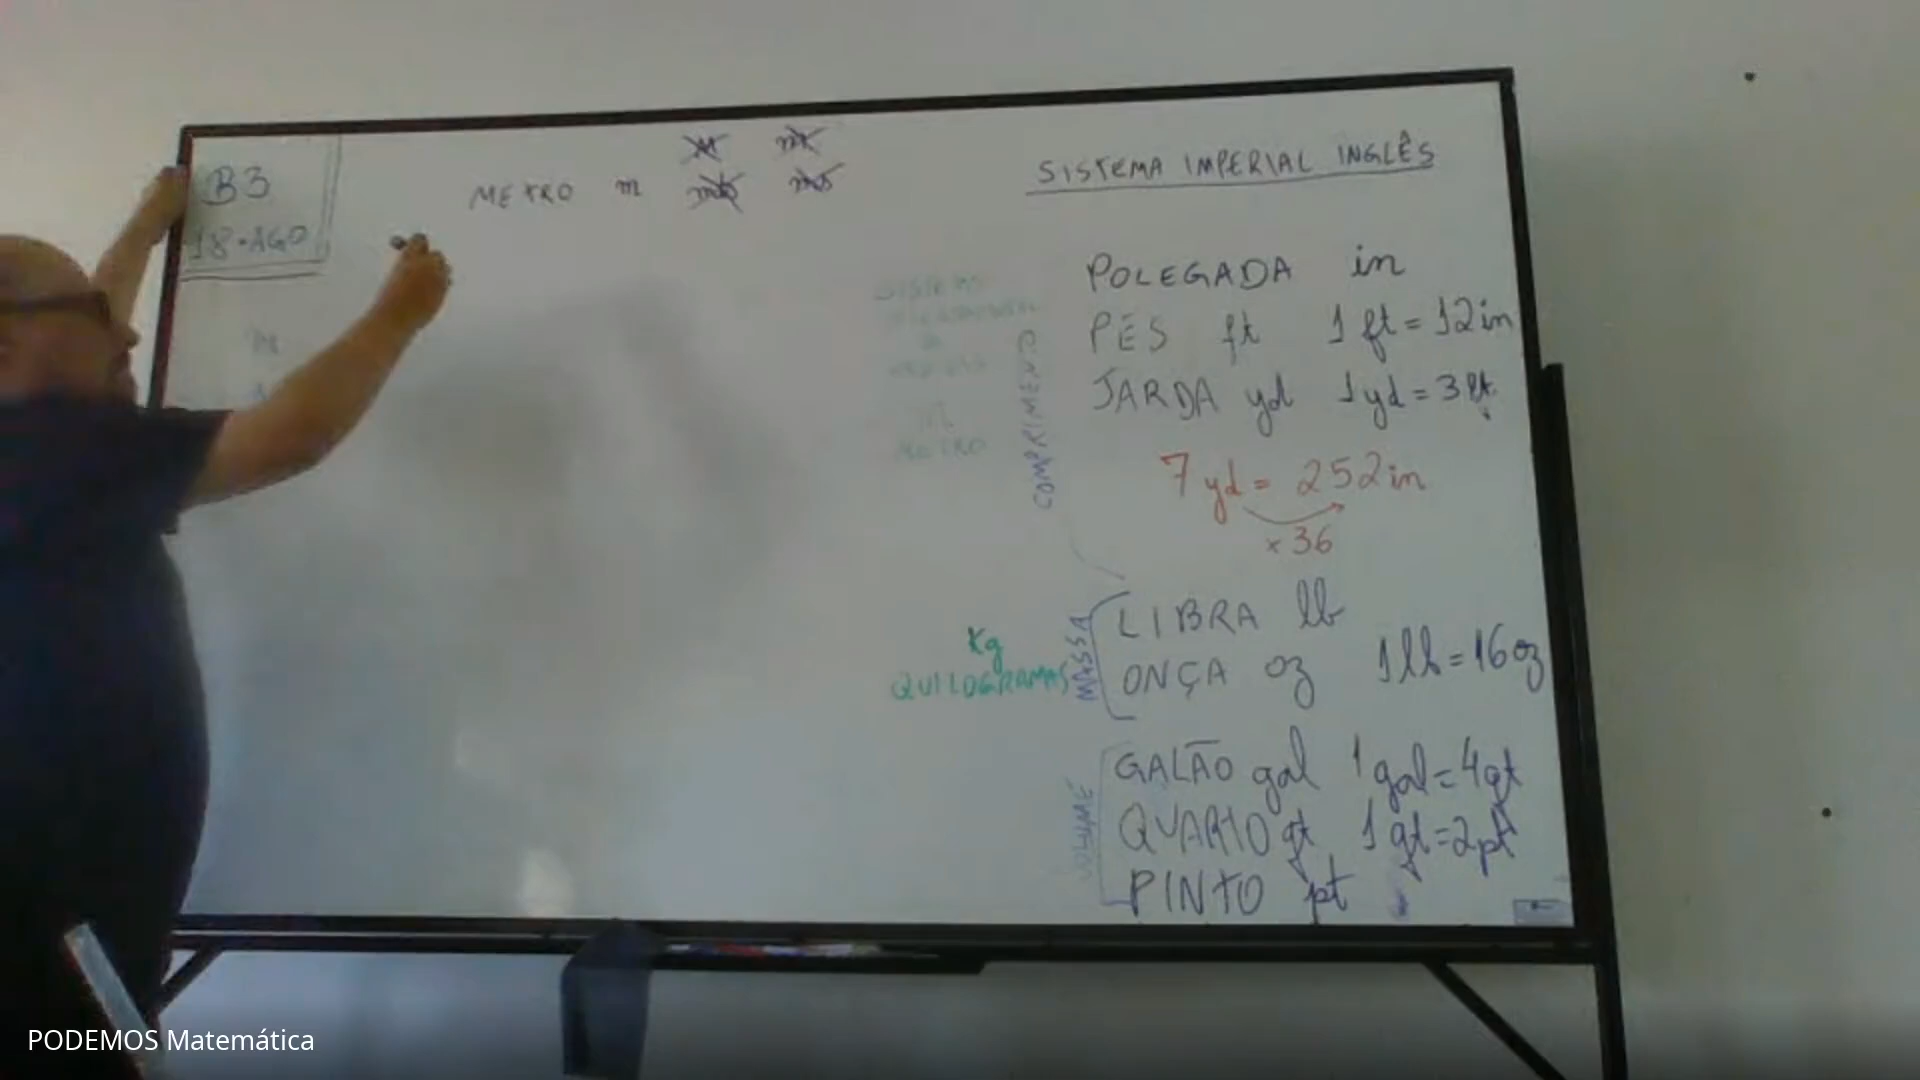 B3
18·AGO
METRO m
SISTEMA IMPERIAL INGLÊS
COMPRIMENTO
POLEGADA in
PÉS ft 1 ft = 12 in
JARDA yd 1 yd = 3 ft
7 yd = 252 in
× 36
Kg
QUILOGRAMAS
MASSA
LIBRA lb
ONÇA oz 1 lb = 16 oz
VOLUME
GALÃO gal 1 gal = 4 qt
QUARTO qt 1 qt = 2 pt
PINTO pt
PODEMOS Matemática